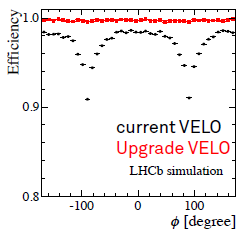 Efficiency
1.0
0.9
0.8
current VELO
Upgrade VELO
LHCb simulation
-100 0 100
ϕ [degree]